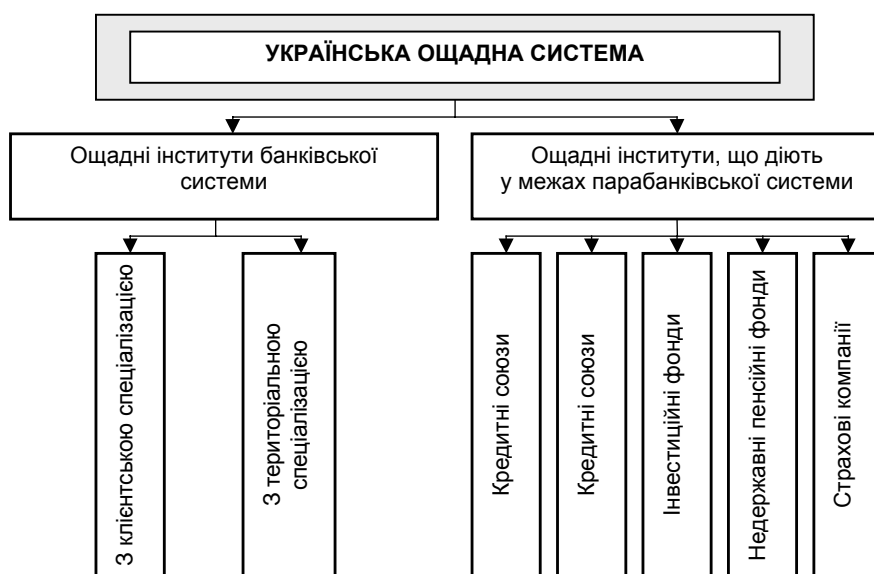 УКРАЇНСЬКА ОЩАДНА СИСТЕМА
Ощадні інститути банківської
системи
Ощадні інститути, що діють
у межах парабанківської системи
З клієнтською спеціалізацією
З територіальною
спеціалізацією
Кредитні союзи
Кредитні союзи
Інвестиційні фонди
Недержавні пенсійні фонди
Страхові компанії